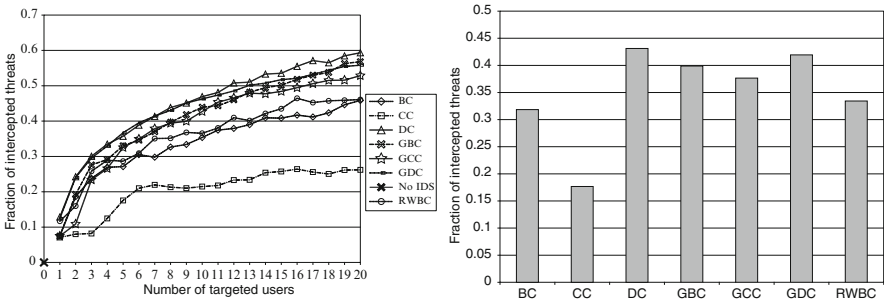 Fraction of intercepted threats
0.7
0.6
0.5
0.4
0.3
0.2
0.1
0
0 1 2 3 4 5 6 7 8 9 10 11 12 13 14 15 16 17 18 19 20
Number of targeted users
BC
CC
DC
GBC
GCC
GDC
No IDS
RWBC
Fraction of intercepted threats
0.5
0.45
0.4
0.35
0.3
0.25
0.2
0.15
0.1
0.05
0
BC CC DC GBC GCC GDC RWBC